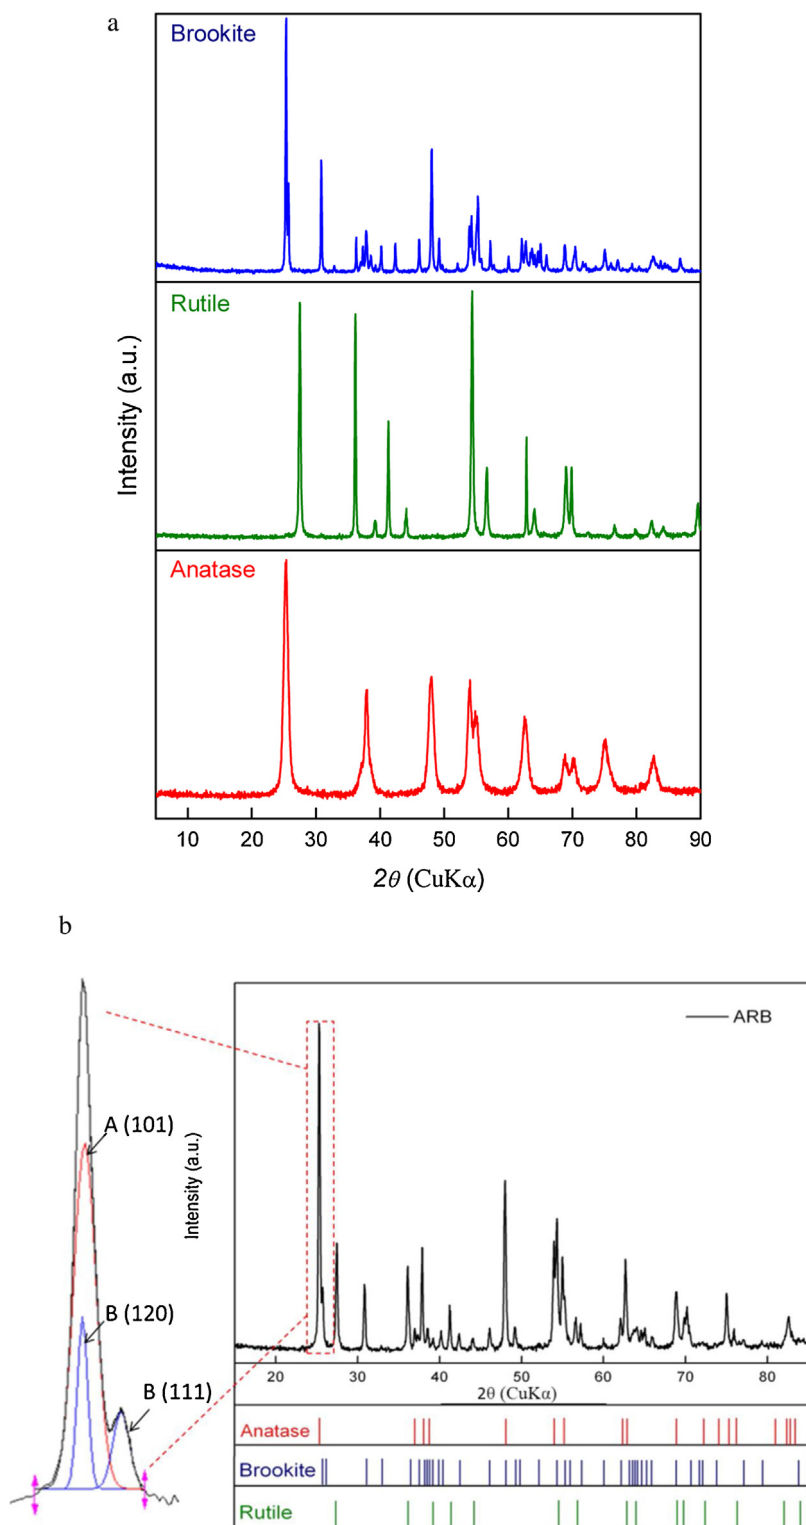 a
Brookite
Rutile
Anatase
Intensity (a.u.)
10 20 30 40 50 60 70 80 90
2θ (CuKα)
b
ARB
A (101)
B (120)
B (111)
Intensity (a.u.)
20 30 40 50 60 70 80
2θ (CuKα)
Anatase
Brookite
Rutile